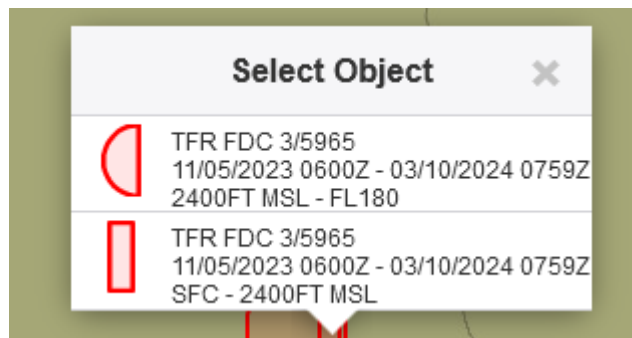 Select Object ×
TFR FDC 3/5965
11/05/2023 0600Z - 03/10/2024 0759Z
2400FT MSL - FL180
TFR FDC 3/5965
11/05/2023 0600Z - 03/10/2024 0759Z
SFC - 2400FT MSL